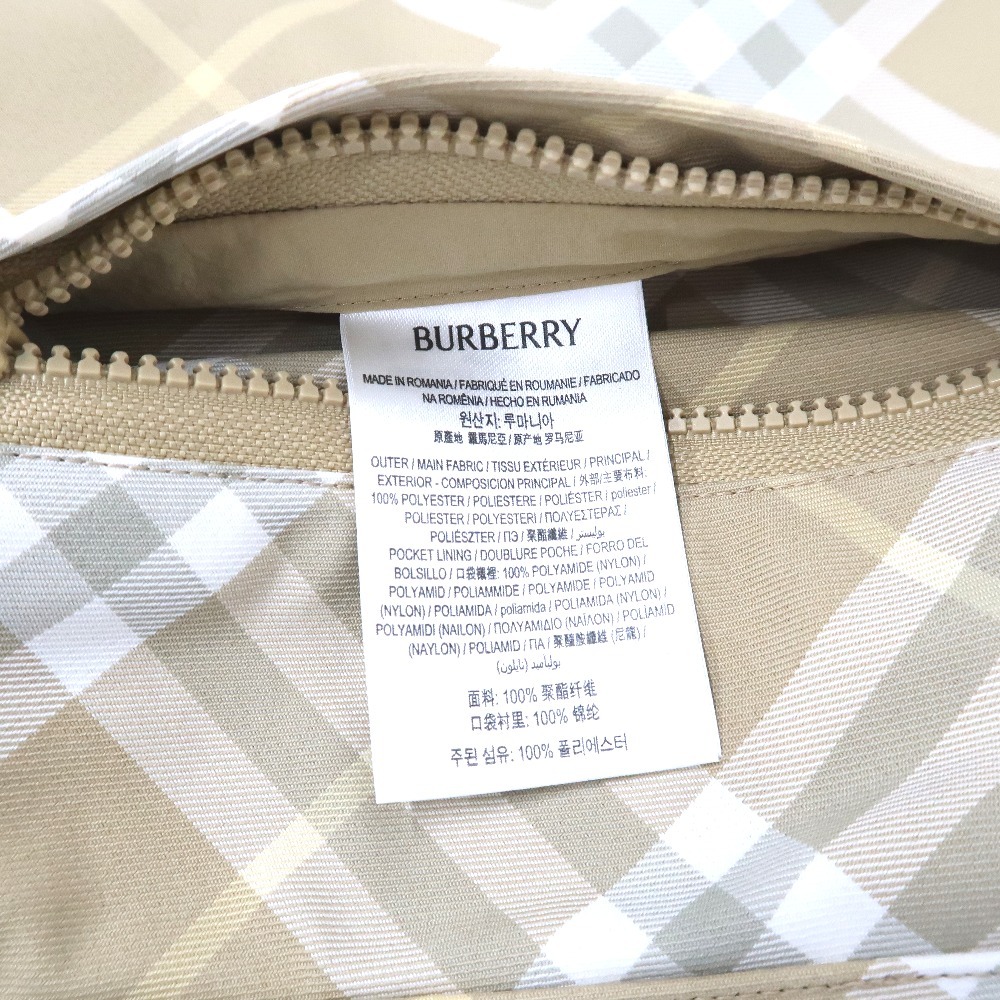 BURBERRY
MADE IN ROMANIA / FABRIQUÉ EN ROUMANIE / FABRICADO
NA ROMÊNIA / HECHO EN RUMANIA
원산지: 루마니아
原產地 羅馬尼亞 / 原产地 罗马尼亚
OUTER / MAIN FABRIC / TISSU EXTÉRIEUR / PRINCIPAL /
EXTERIOR - COMPOSICION PRINCIPAL / 外部/主要布料:
100% POLYESTER / POLIESTERE / POLIÉSTER / poliester /
POLIESTER / POLYESTERI / ΠΟΛΥΕΣΤΕΡΑΣ /
POLIÉSZTER / ПЭ / 聚酯纖維 / بوليستر
POCKET LINING / DOUBLURE POCHE / FORRO DEL
BOLSILLO / 口袋襯裡: 100% POLYAMIDE (NYLON) /
POLYAMID / POLIAMMIDE / POLYAMIDE / POLYAMID
(NYLON) / POLIAMIDA / poliamida / POLIAMIDA (NYLON) /
POLYAMIDI (NAILON) / ΠΟΛΥΑΜΙΔΙΟ (ΝΑΪΛΟΝ) / POLIAMID
(NAYLON) / POLIAMID / ПА / 聚醯胺纖維 (尼龍) /
بولياميد (نايلون)
面料: 100% 聚酯纤维
口袋衬里: 100% 锦纶
주된 섬유: 100% 폴리에스터